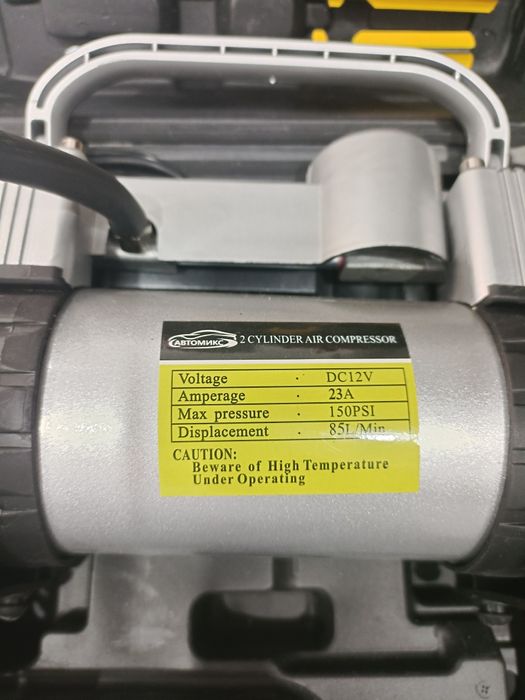 АВТОМИКС 2 CYLINDER AIR COMPRESSOR
Voltage · DC12V
Amperage · 23A
Max pressure · 150PSI
Displacement · 85L/Min
CAUTION:
Beware of High Temperature
Under Operating